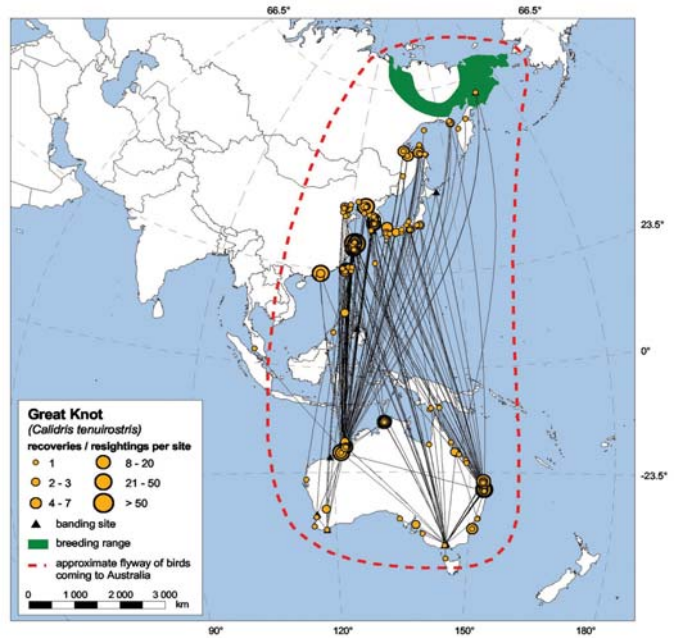 66.5° 66.5°
23.5°
0°
-23.5°
Great Knot
(Calidris tenuirostris)
recoveries / resightings per site
1 8 - 20
2 - 3 21 - 50
4 - 7 > 50
banding site
breeding range
approximate flyway of birds
coming to Australia
0 1 000 2 000 3 000
km
90° 120° 150° 180°